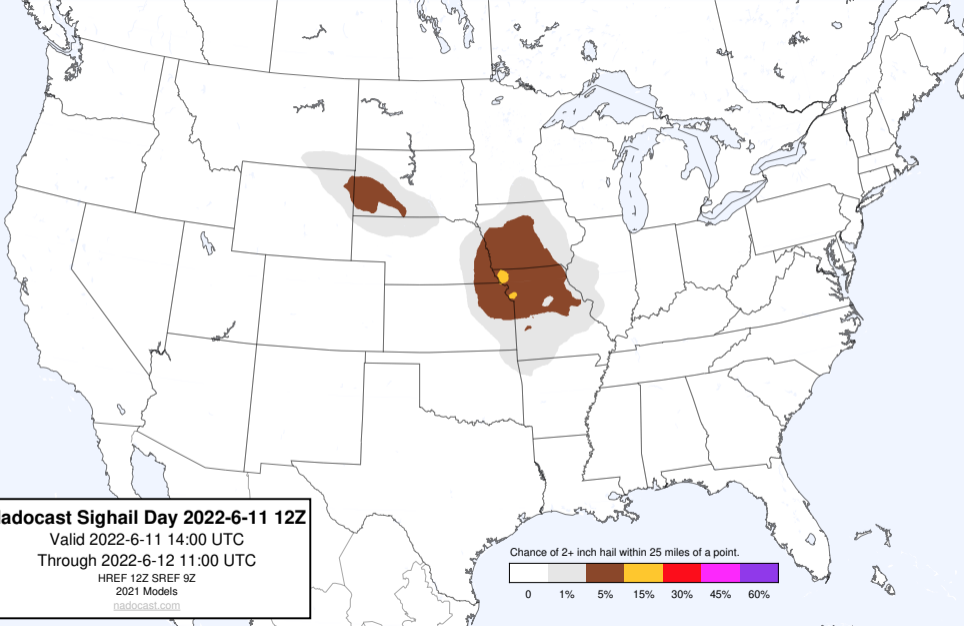 adocast Sighail Day 2022-6-11 12Z
Valid 2022-6-11 14:00 UTC
Through 2022-6-12 11:00 UTC
HREF 12Z SREF 9Z
2021 Models
nadocast.com
Chance of 2+ inch hail within 25 miles of a point.
0 1% 5% 15% 30% 45% 60%